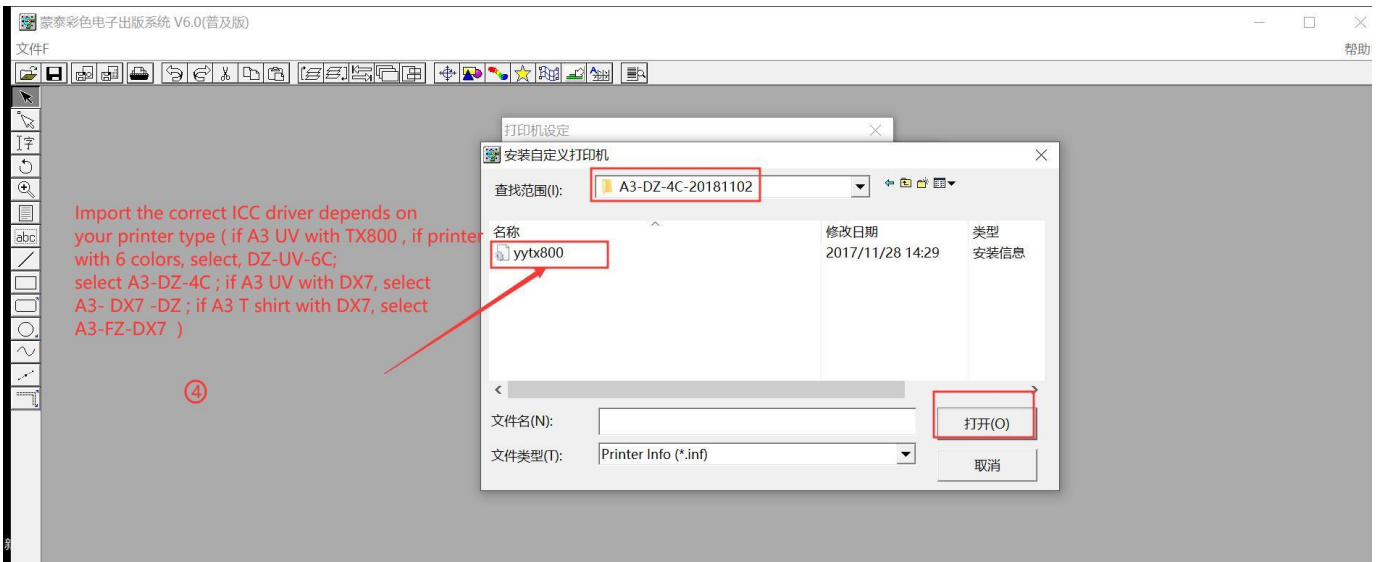 蒙泰彩色电子出版系统 V6.0(普及版)
文件F
帮助
字
abc
打印机设定
安装自定义打印机
查找范围(I):
A3-DZ-4C-20181102
名称
修改日期
类型
yytx800
2017/11/28 14:29
安装信息
Import the correct ICC driver depends on
your printer type ( if A3 UV with TX800 , if printer
with 6 colors, select, DZ-UV-6C;
select A3-DZ-4C ; if A3 UV with DX7, select
A3- DX7 -DZ ; if A3 T shirt with DX7, select
A3-FZ-DX7 )
④
文件名(N):
打开(O)
文件类型(T):
Printer Info (*.inf)
取消